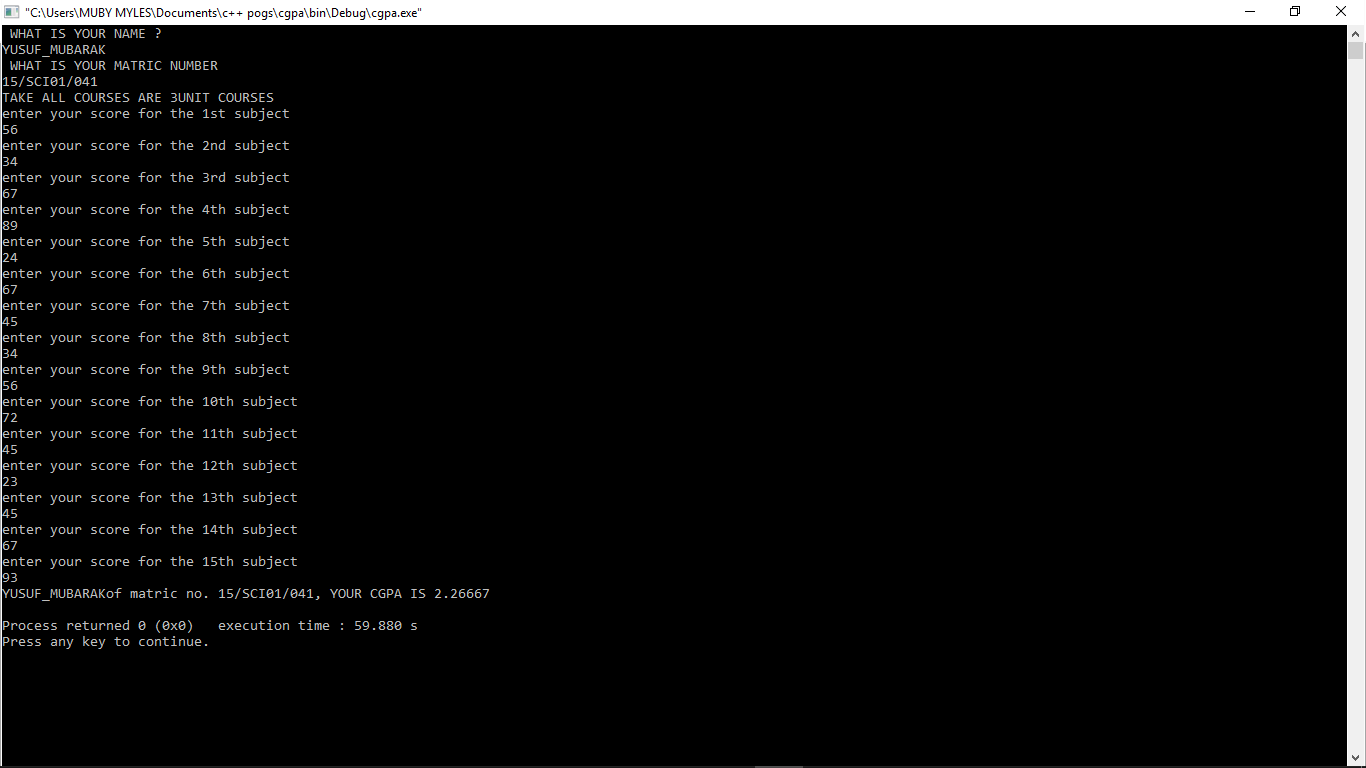 "C:\Users\MUBY MYLES\Documents\c++ pogs\cgpa\bin\Debug\cgpa.exe"
WHAT IS YOUR NAME ?
YUSUF_MUBARAK
WHAT IS YOUR MATRIC NUMBER
15/SCI01/041
TAKE ALL COURSES ARE 3UNIT COURSES
enter your score for the 1st subject
56
enter your score for the 2nd subject
34
enter your score for the 3rd subject
67
enter your score for the 4th subject
89
enter your score for the 5th subject
24
enter your score for the 6th subject
67
enter your score for the 7th subject
45
enter your score for the 8th subject
34
enter your score for the 9th subject
56
enter your score for the 10th subject
72
enter your score for the 11th subject
45
enter your score for the 12th subject
23
enter your score for the 13th subject
45
enter your score for the 14th subject
67
enter your score for the 15th subject
93
YUSUF_MUBARAKof matric no. 15/SCI01/041, YOUR CGPA IS 2.26667
Process returned 0 (0x0)   execution time : 59.880 s
Press any key to continue.